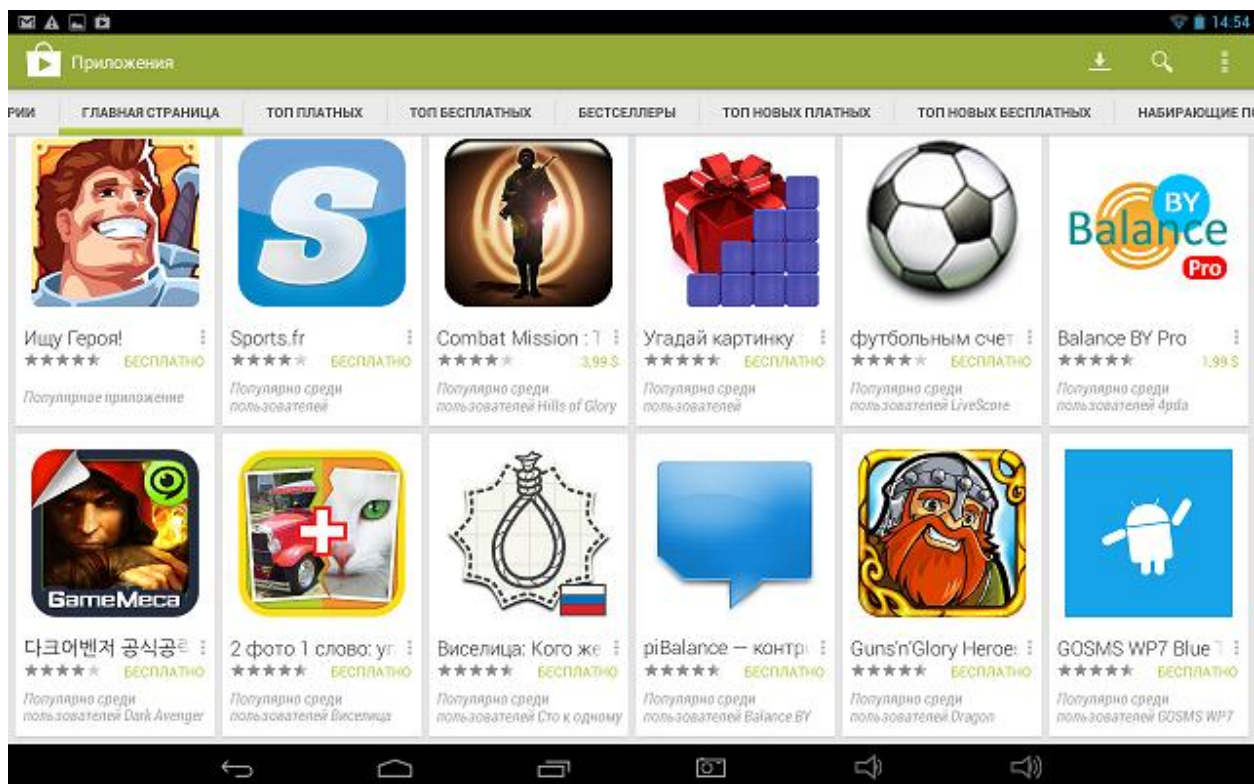 14:54
Приложения
РИИ ГЛАВНАЯ СТРАНИЦА ТОП ПЛАТНЫХ ТОП БЕСПЛАТНЫХ БЕСТСЕЛЛЕРЫ ТОП НОВЫХ ПЛАТНЫХ ТОП НОВЫХ БЕСПЛАТНЫХ НАБИРАЮЩИЕ ПО
S
BY
Balance
Pro
Ищу Героя! Sports.fr Combat Mission : T Угадай картинку футбольным счет Balance BY Pro
БЕСПЛАТНО БЕСПЛАТНО 3,99 $ БЕСПЛАТНО БЕСПЛАТНО 1,99 $
Популярное приложение
Популярно среди Популярно среди Популярно среди Популярно среди Популярно среди
пользователей пользователей Hills of Glory пользователей пользователей LiveScore пользователей 4pda
GameMeca
다크어벤저 공식공략 2 фото 1 слово: уг Виселица: Кого же piBalance — контр Guns'n'Glory Heroes GOSMS WP7 Blue T
БЕСПЛАТНО БЕСПЛАТНО БЕСПЛАТНО БЕСПЛАТНО БЕСПЛАТНО БЕСПЛАТНО
Популярно среди Популярно среди Популярно среди Популярно среди Популярно среди Популярно среди
пользователей Dark Avenger пользователей Виселица пользователей Сто к одному пользователей Balance BY пользователей Dragon пользователей GOSMS WP7